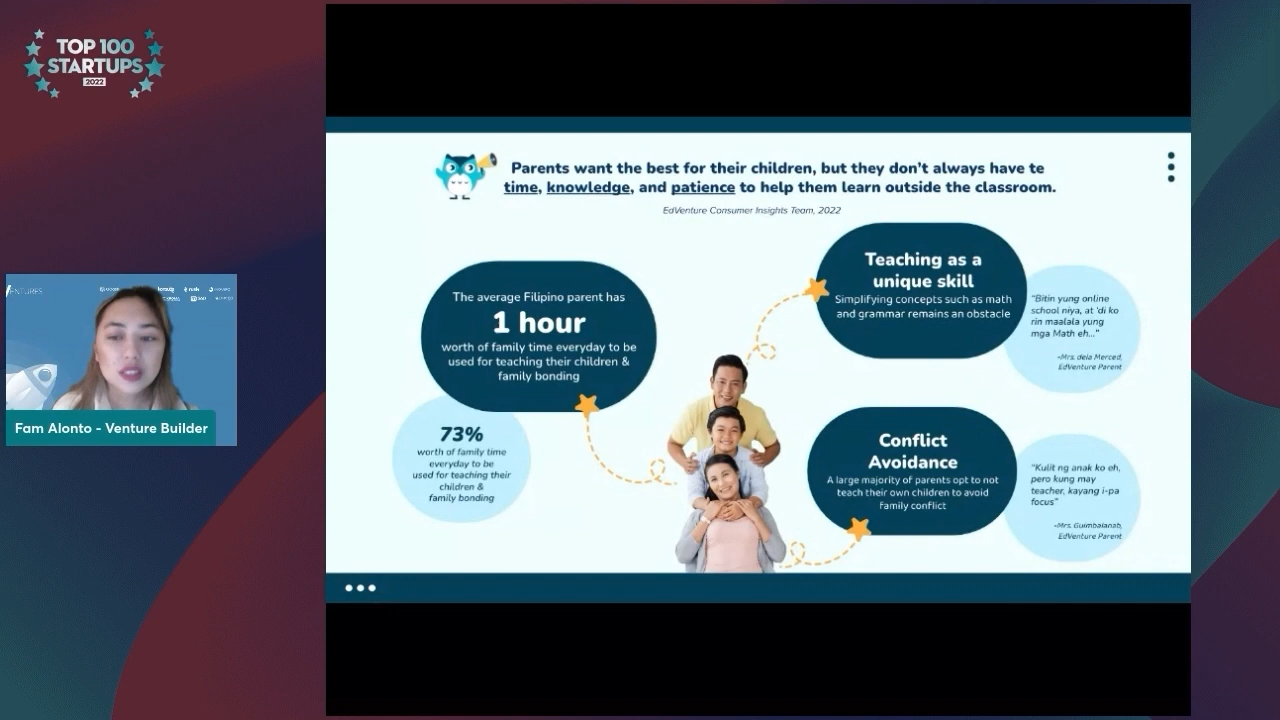 TOP 100
STARTUPS
2022
Parents want the best for their children, but they don't always have te
time, knowledge, and patience to help them learn outside the classroom.
EdVenture Consumer Insights Team, 2022
The average Filipino parent has
1 hour
worth of family time everyday to be
used for teaching their children &
family bonding
73%
worth of family time
everyday to be
used for teaching their
children &
family bonding
Teaching as a
unique skill
Simplifying concepts such as math
and grammar remains an obstacle
"Bitin yung online
school niya, at 'di ko
rin maalala yung
mga Math eh..."
-Mrs. dela Merced,
EdVenture Parent
Conflict
Avoidance
A large majority of parents opt to not
teach their own children to avoid
family conflict
"Kulit ng anak ko eh,
pero kung may
teacher, kayang i-pa
focus"
-Mrs. Guimbalanab,
EdVenture Parent
Fam Alonto - Venture Builder